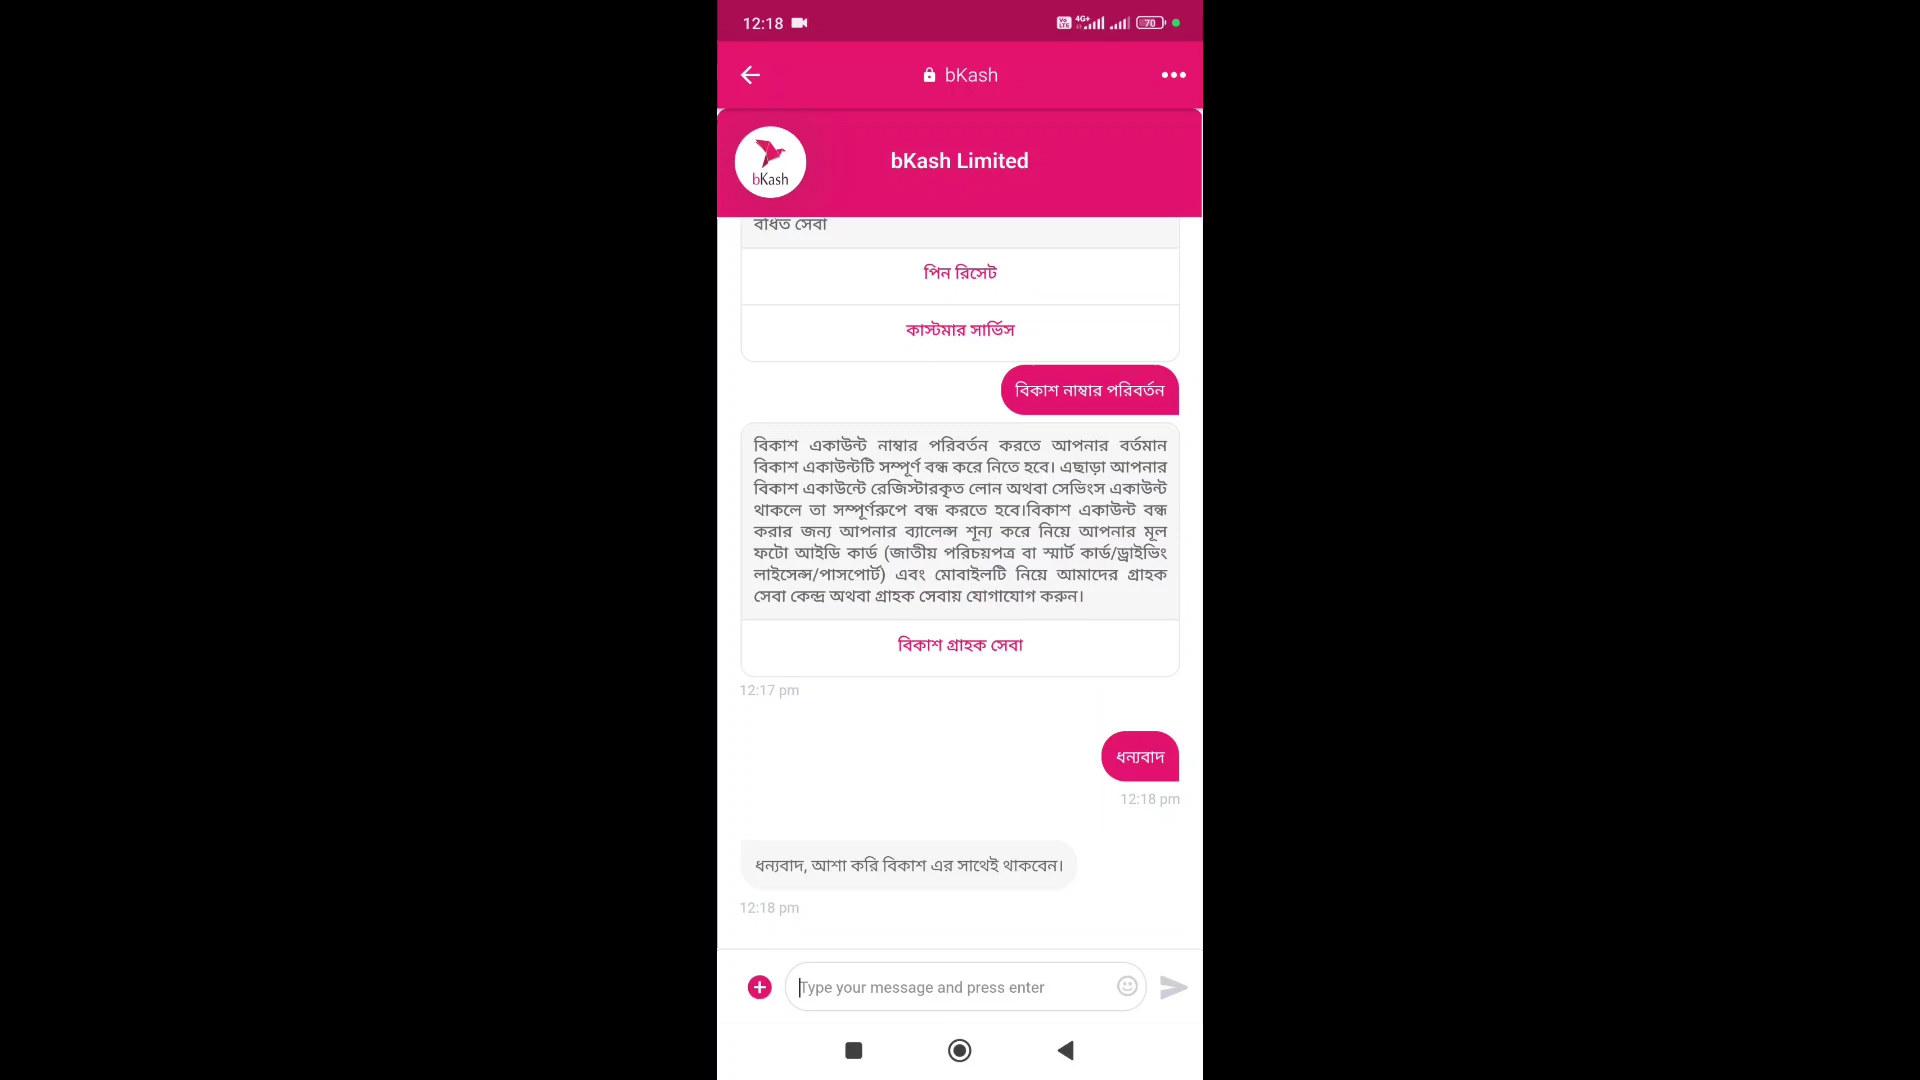 12:18
4G+
70
bKash
bKash
bKash Limited
বর্ধিত সেবা
পিন রিসেট
কাস্টমার সার্ভিস
বিকাশ নাম্বার পরিবর্তন
বিকাশ একাউন্ট নাম্বার পরিবর্তন করতে আপনার বর্তমান
বিকাশ একাউন্টটি সম্পূর্ণ বন্ধ করে নিতে হবে। এছাড়া আপনার
বিকাশ একাউন্টে রেজিস্টারকৃত লোন অথবা সেভিংস একাউন্ট
থাকলে তা সম্পূর্ণরুপে বন্ধ করতে হবে।বিকাশ একাউন্ট বন্ধ
করার জন্য আপনার ব্যালেন্স শূন্য করে নিয়ে আপনার মূল
ফটো আইডি কার্ড (জাতীয় পরিচয়পত্র বা স্মার্ট কার্ড/ড্রাইভিং
লাইসেন্স/পাসপোর্ট) এবং মোবাইলটি নিয়ে আমাদের গ্রাহক
সেবা কেন্দ্র অথবা গ্রাহক সেবায় যোগাযোগ করুন।
বিকাশ গ্রাহক সেবা
12:17 pm
ধন্যবাদ
12:18 pm
ধন্যবাদ, আশা করি বিকাশ এর সাথেই থাকবেন।
12:18 pm
Type your message and press enter